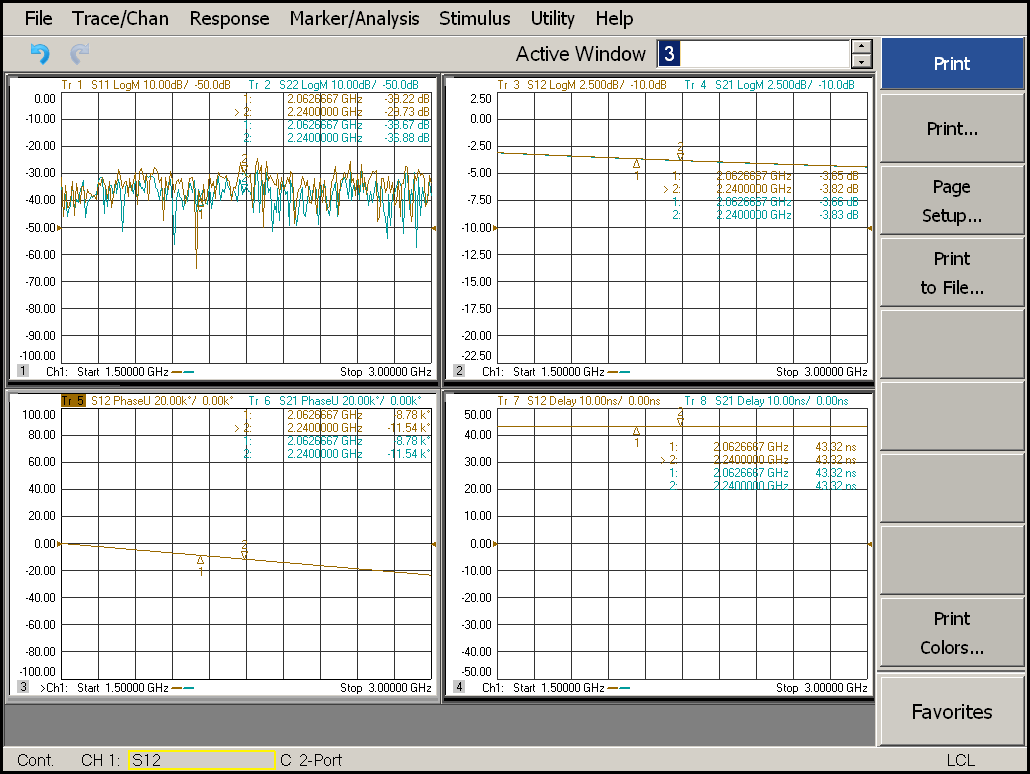 File Trace/Chan Response Marker/Analysis Stimulus Utility Help
Active Window 3
Print
Print...
Page
Setup...
Print
to File...
Print
Colors...
Favorites
Tr 1 S11 LogM 10.00dB/ -50.0dB Tr 2 S22 LogM 10.00dB/ -50.0dB
1: 2.0626667 GHz -39.22 dB
> 2: 2.2400000 GHz -29.73 dB
1: 2.0626667 GHz -38.67 dB
2: 2.2400000 GHz -36.88 dB
0.00
-10.00
-20.00
-30.00
-40.00
-50.00
-60.00
-70.00
-80.00
-90.00
-100.00
2
1
1 Ch1: Start 1.50000 GHz Stop 3.00000 GHz
Tr 3 S12 LogM 2.500dB/ -10.0dB Tr 4 S21 LogM 2.500dB/ -10.0dB
2.50
0.00
-2.50
-5.00
-7.50
-10.00
-12.50
-15.00
-17.50
-20.00
-22.50
2
1
1: 2.0626667 GHz -3.65 dB
> 2: 2.2400000 GHz -3.82 dB
1: 2.0626667 GHz -3.66 dB
2: 2.2400000 GHz -3.83 dB
2 Ch1: Start 1.50000 GHz Stop 3.00000 GHz
Tr 5 S12 PhaseU 20.00k°/ 0.00k° Tr 6 S21 PhaseU 20.00k°/ 0.00k°
1: 2.0626667 GHz -8.78 k°
> 2: 2.2400000 GHz -11.54 k°
1: 2.0626667 GHz -8.78 k°
2: 2.2400000 GHz -11.54 k°
100.00
80.00
60.00
40.00
20.00
0.00
-20.00
-40.00
-60.00
-80.00
-100.00
2
1
3 >Ch1: Start 1.50000 GHz Stop 3.00000 GHz
Tr 7 S12 Delay 10.00ns/ 0.00ns Tr 8 S21 Delay 10.00ns/ 0.00ns
50.00
40.00
30.00
20.00
10.00
0.00
-10.00
-20.00
-30.00
-40.00
-50.00
2
1
1: 2.0626667 GHz 43.32 ns
> 2: 2.2400000 GHz 43.32 ns
1: 2.0626667 GHz 43.32 ns
2: 2.2400000 GHz 43.32 ns
4 Ch1: Start 1.50000 GHz Stop 3.00000 GHz
Cont. CH 1: S12 C 2-Port LCL